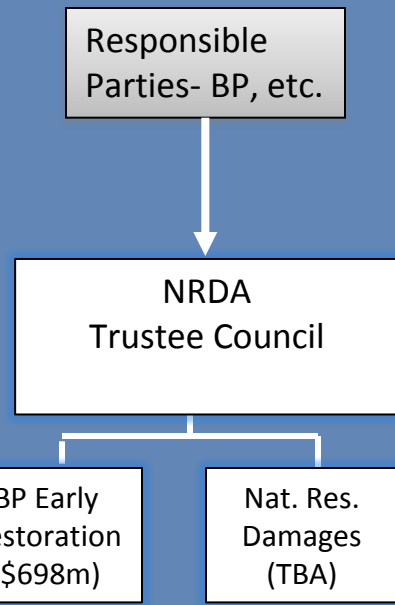 Responsible
Parties- BP, etc.
NRDA
Trustee Council
BP Early
estoration
$698m)
Nat. Res.
Damages
(TBA)